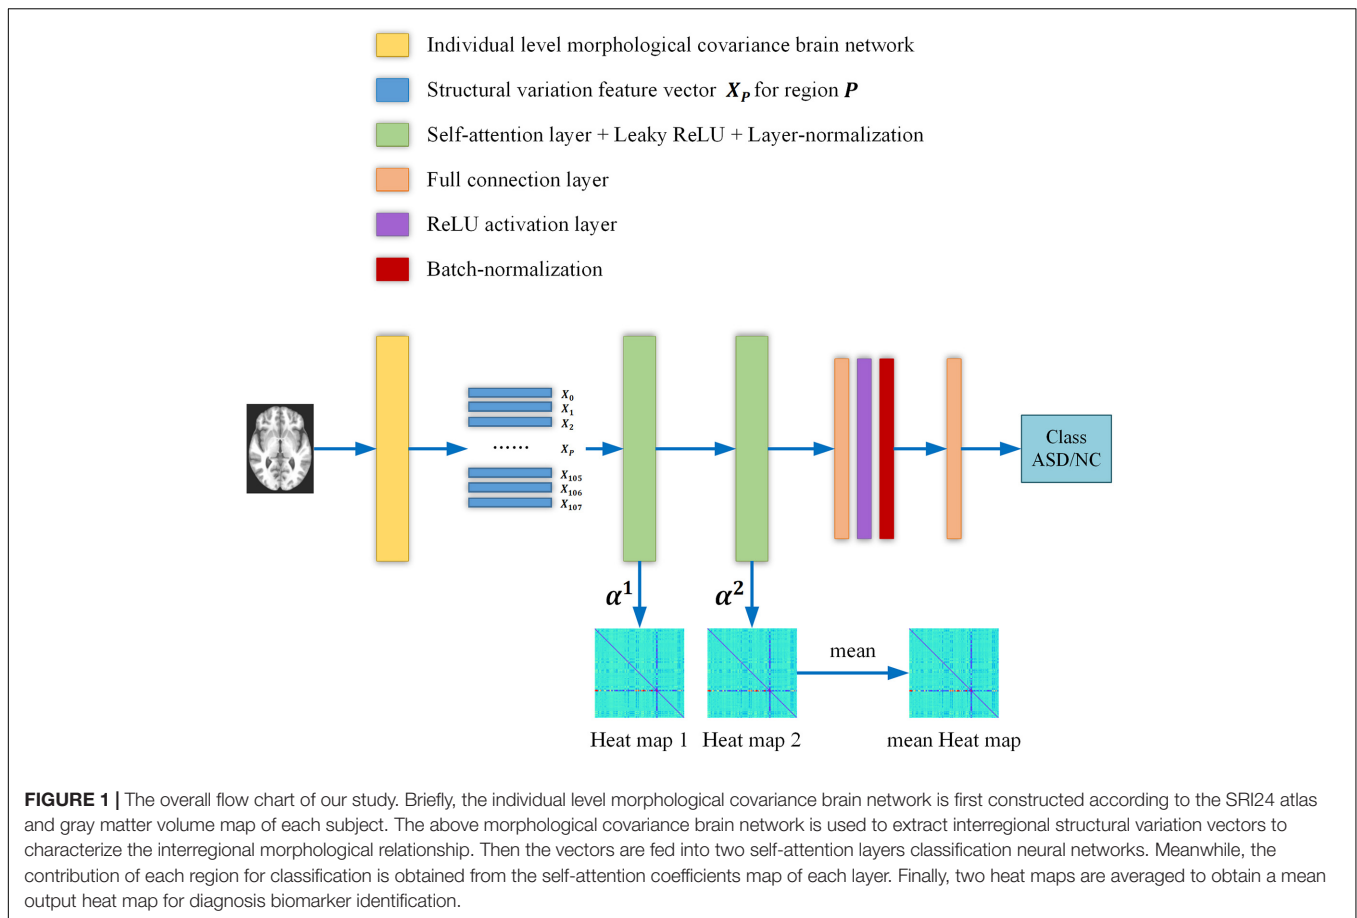 Individual level morphological covariance brain network
Structural variation feature vector X_P for region P
Self-attention layer + Leaky ReLU + Layer-normalization
Full connection layer
ReLU activation layer
Batch-normalization
X_0
X_1
X_2
...... X_P
X_105
X_106
X_107
Class
ASD/NC
α^1
α^2
mean
Heat map 1
Heat map 2
mean Heat map
FIGURE 1 | The overall flow chart of our study. Briefly, the individual level morphological covariance brain network is first constructed according to the SRI24 atlas
and gray matter volume map of each subject. The above morphological covariance brain network is used to extract interregional structural variation vectors to
characterize the interregional morphological relationship. Then the vectors are fed into two self-attention layers classification neural networks. Meanwhile, the
contribution of each region for classification is obtained from the self-attention coefficients map of each layer. Finally, two heat maps are averaged to obtain a mean
output heat map for diagnosis biomarker identification.